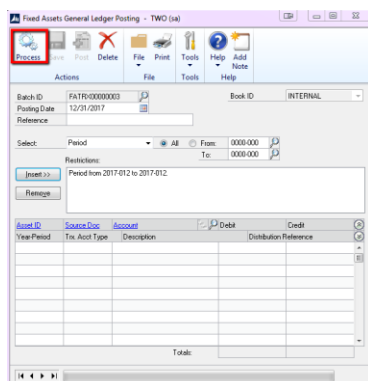 Fixed Assets General Ledger Posting - TWO (sa)
Process Save Post Delete File Print Tools Help Add Note
Actions File Tools Help
Batch ID FATRX00000003 Book ID INTERNAL
Posting Date 12/31/2017
Reference
Select: Period All From: 0000-000
To: 0000-000
Restrictions:
Insert >> Period from 2017-012 to 2017-012.
Remove
Asset ID Source Doc Account Debit Credit
Year-Period Trx. Acct Type Description Distribution Reference
Totals: